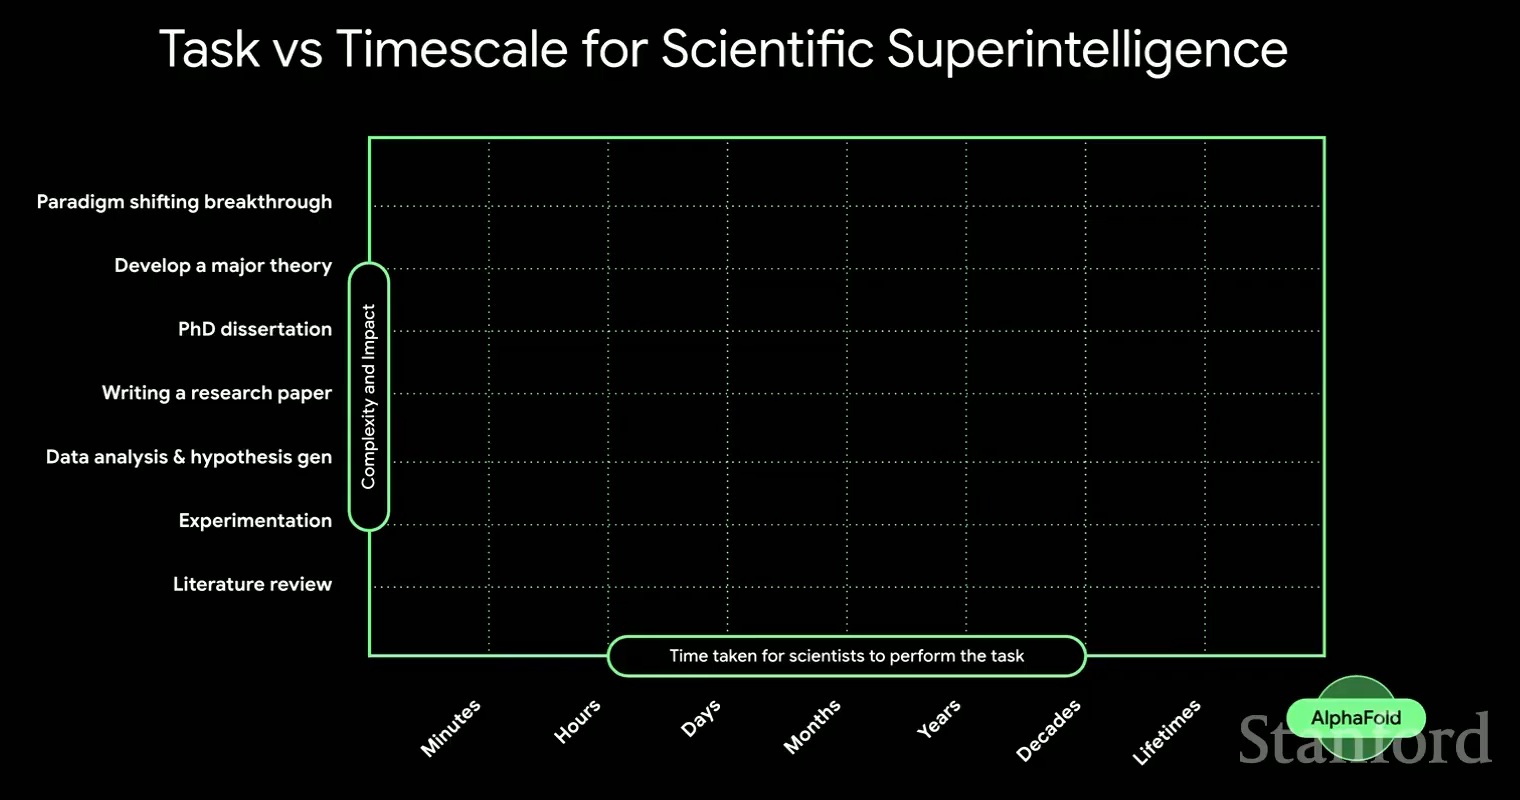 Task vs Timescale for Scientific Superintelligence
Paradigm shifting breakthrough
Develop a major theory
PhD dissertation
Writing a research paper
Data analysis & hypothesis gen
Experimentation
Literature review
Complexity and Impact
Time taken for scientists to perform the task
Minutes
Hours
Days
Months
Years
Decades
Lifetimes
AlphaFold
Stanford